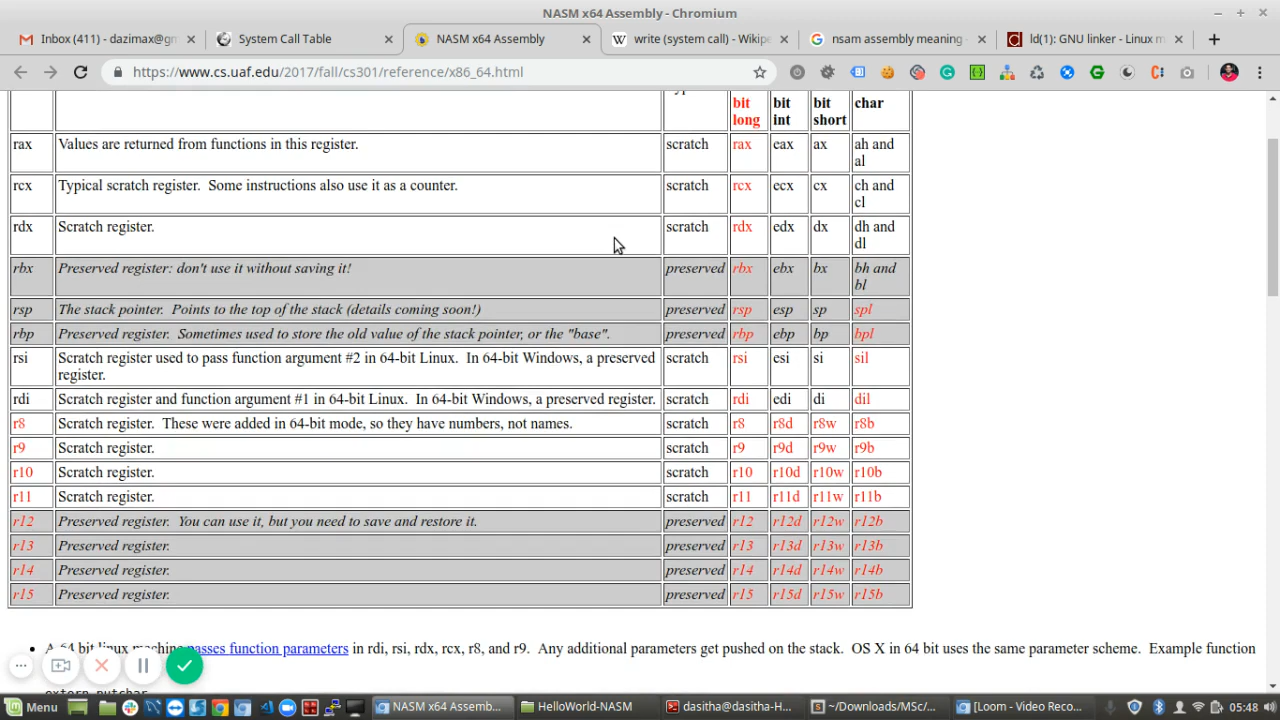 NASM x64 Assembly - Chromium
Inbox (411) - dazimax@gm
System Call Table
NASM x64 Assembly
write (system call) - Wikipe
nsam assembly meaning -
ld(1): GNU linker - Linux m
https://www.cs.uaf.edu/2017/fall/cs301/reference/x86_64.html
bit long bit int bit short char
rax Values are returned from functions in this register. scratch rax eax ax ah and al
rcx Typical scratch register. Some instructions also use it as a counter. scratch rcx ecx cx ch and cl
rdx Scratch register. scratch rdx edx dx dh and dl
rbx Preserved register: don't use it without saving it! preserved rbx ebx bx bh and bl
rsp The stack pointer. Points to the top of the stack (details coming soon!) preserved rsp esp sp spl
rbp Preserved register. Sometimes used to store the old value of the stack pointer, or the "base". preserved rbp ebp bp bpl
rsi Scratch register used to pass function argument #2 in 64-bit Linux. In 64-bit Windows, a preserved register. scratch rsi esi si sil
rdi Scratch register and function argument #1 in 64-bit Linux. In 64-bit Windows, a preserved register. scratch rdi edi di dil
r8 Scratch register. These were added in 64-bit mode, so they have numbers, not names. scratch r8 r8d r8w r8b
r9 Scratch register. scratch r9 r9d r9w r9b
r10 Scratch register. scratch r10 r10d r10w r10b
r11 Scratch register. scratch r11 r11d r11w r11b
r12 Preserved register. You can use it, but you need to save and restore it. preserved r12 r12d r12w r12b
r13 Preserved register. preserved r13 r13d r13w r13b
r14 Preserved register. preserved r14 r14d r14w r14b
r15 Preserved register. preserved r15 r15d r15w r15b
A 64 bit linux machine passes function parameters in rdi, rsi, rdx, rcx, r8, and r9. Any additional parameters get pushed on the stack. OS X in 64 bit uses the same parameter scheme. Example function
extern putchar
Menu
NASM x64 Assemb...
HelloWorld-NASM
dasitha@dasitha-H...
~/Downloads/MSc/...
[Loom - Video Reco...
05:48